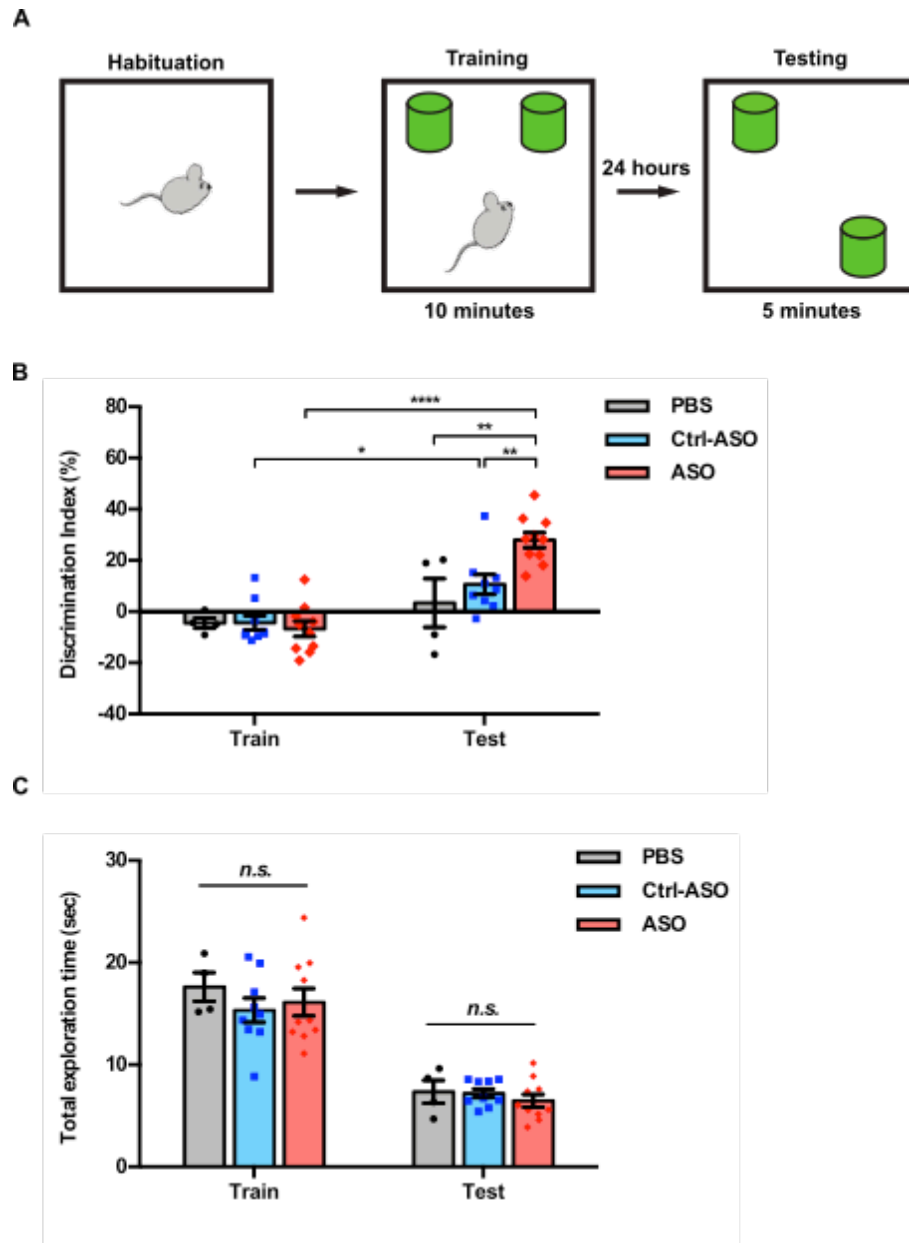 A
Habituation
Training
Testing
24 hours
10 minutes
5 minutes
B
Discrimination Index (%)
80
60
40
20
0
-20
-40
****
**
*
**
PBS
Ctrl-ASO
ASO
Train
Test
C
Total exploration time (sec)
30
20
10
0
n.s.
n.s.
PBS
Ctrl-ASO
ASO
Train
Test